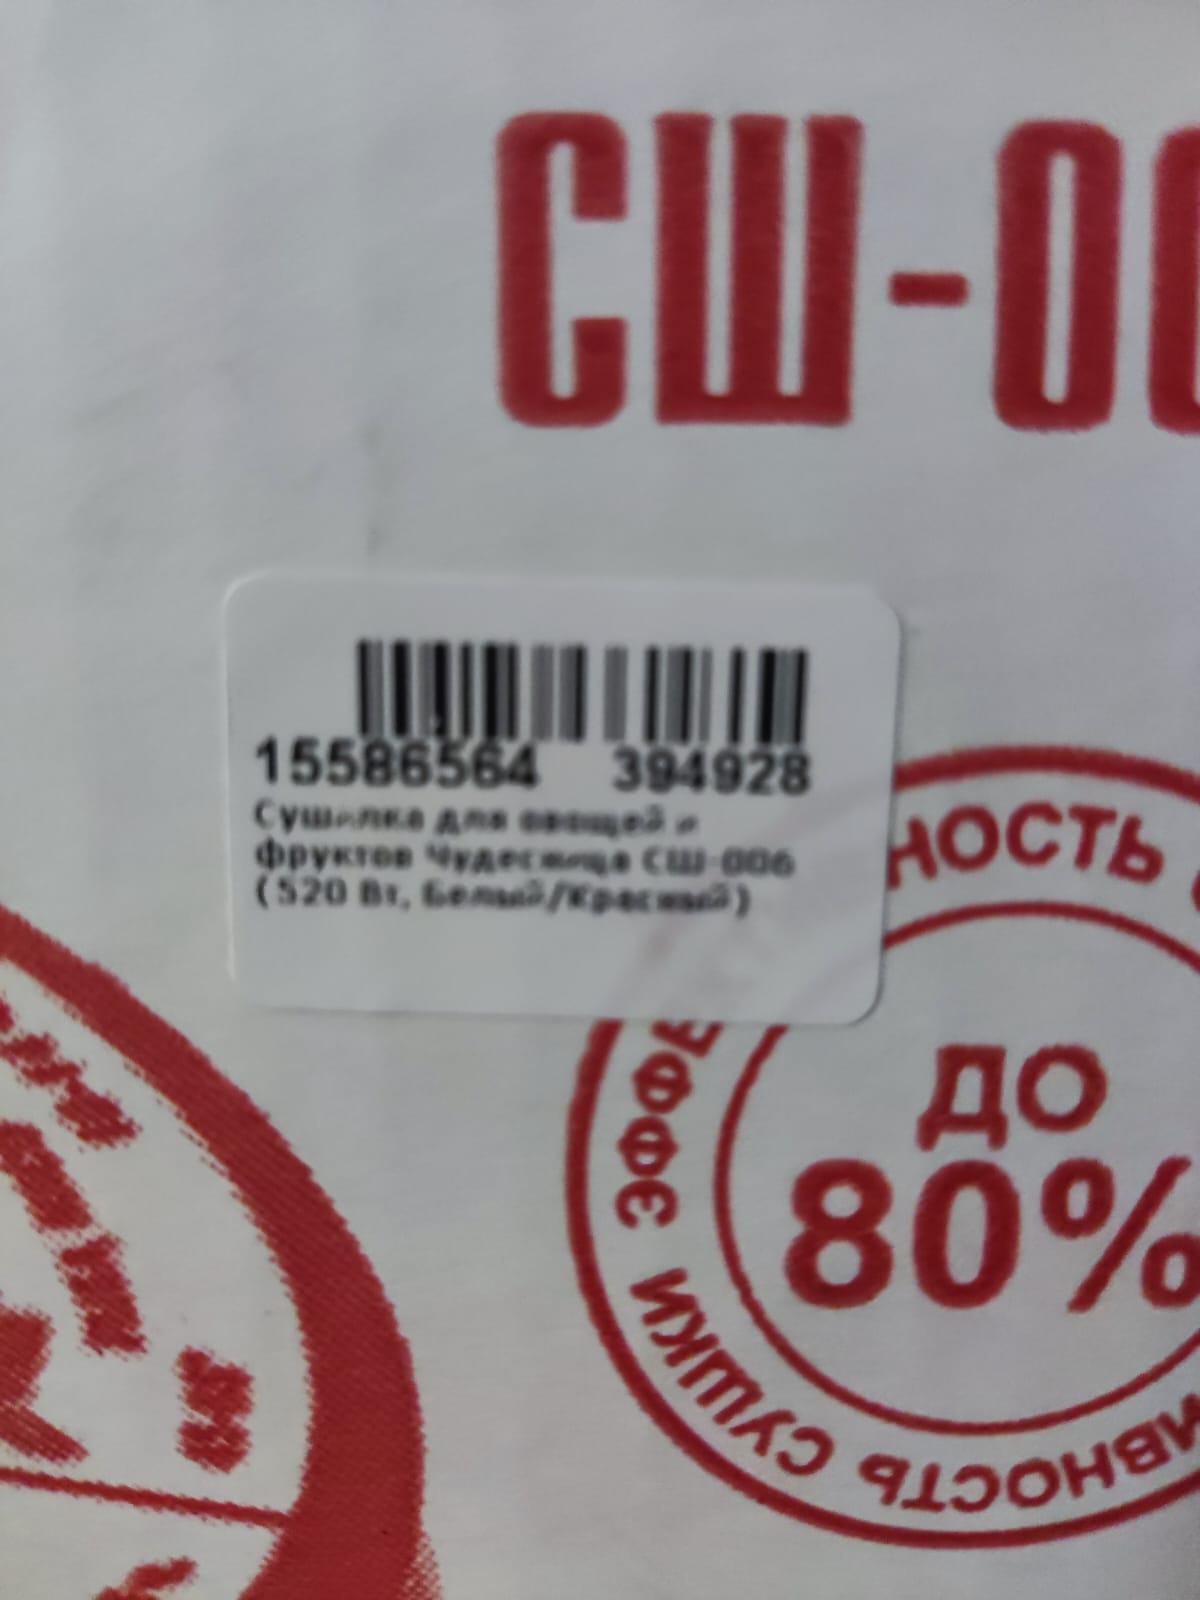 СШ-00
15586564 394928
Сушилка для овощей и
фруктов Чудесница СШ-006
(520 Вт, Белый/Красный)
НОСТЬ
ДО
80%
ЭФФЕ
ИВНОСТЬ СУШКИ